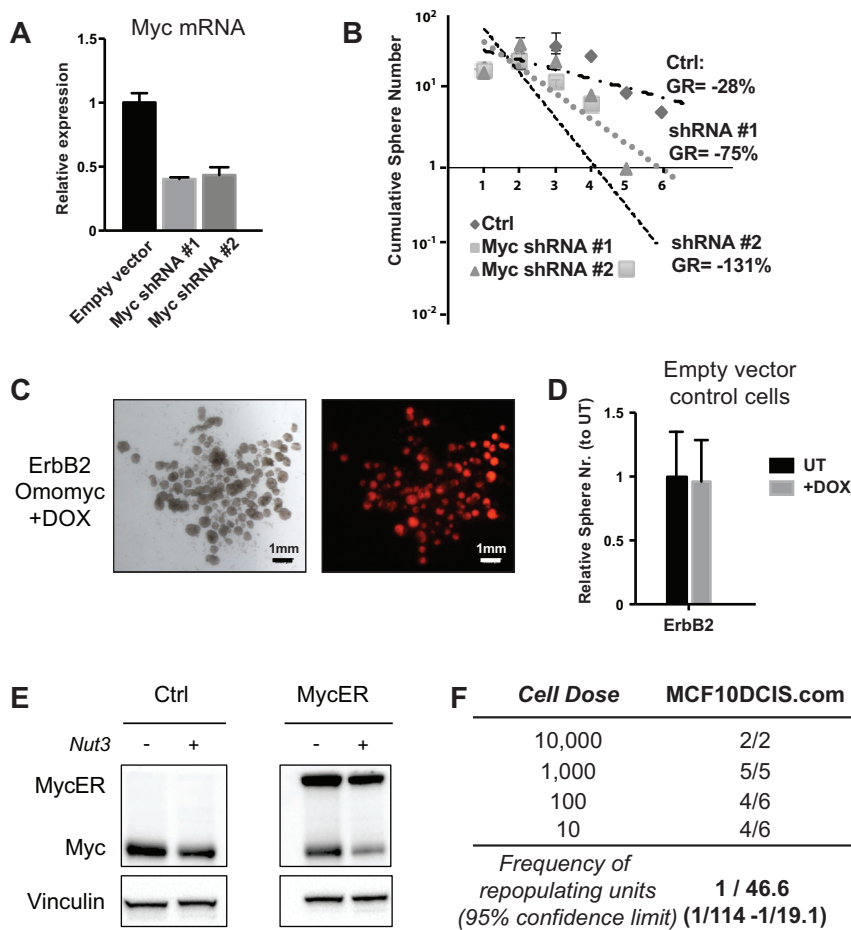 A
Myc mRNA
Relative expression
1.5
1
0.5
0
Empty vector
Myc shRNA #1
Myc shRNA #2
B
Cumulative Sphere Number
10²
10¹
1
10⁻¹
10⁻²
1 2 3 4 5 6
Ctrl:
GR= -28%
shRNA #1
GR= -75%
shRNA #2
GR= -131%
Ctrl
Myc shRNA #1
Myc shRNA #2
C
ErbB2
Omomyc
+DOX
1mm
1mm
D
Empty vector
control cells
Relative Sphere Nr. (to UT)
1.5
1
0.5
0
ErbB2
UT
+DOX
E
Ctrl MycER
Nut3 - + - +
MycER
Myc
Vinculin
F
Cell Dose MCF10DCIS.com
10,000 2/2
1,000 5/5
100 4/6
10 4/6
Frequency of
repopulating units 1 / 46.6
(95% confidence limit) (1/114 -1/19.1)